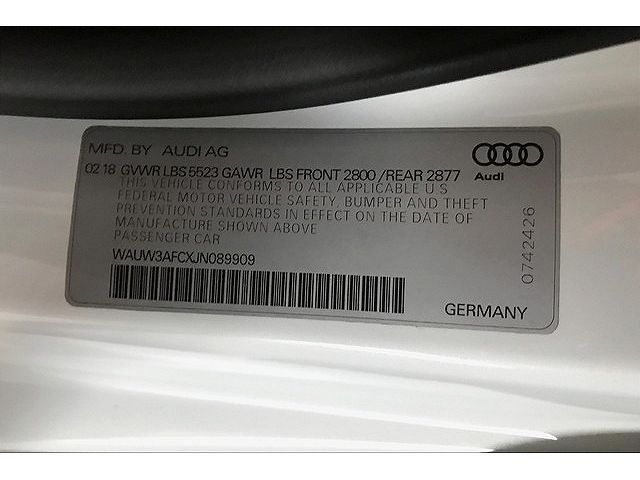 MFD. BY AUDI AG
02 18 GVWR LBS 5523 GAWR LBS FRONT 2800 /REAR 2877
THIS VEHICLE CONFORMS TO ALL APPLICABLE U S
FEDERAL MOTOR VEHICLE SAFETY, BUMPER AND THEFT
PREVENTION STANDARDS IN EFFECT ON THE DATE OF
MANUFACTURE SHOWN ABOVE
PASSENGER CAR
WAUW3AFCXJN089909
Audi
0742426
GERMANY